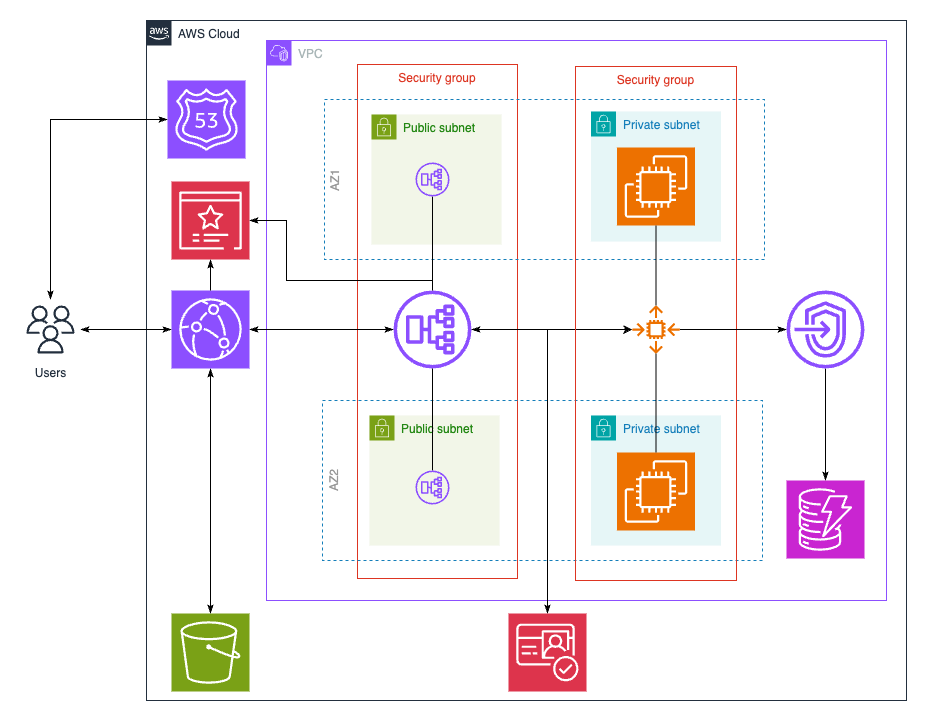 aws
AWS Cloud
VPC
Security group
Security group
53
Public subnet
Private subnet
AZ1
Users
Public subnet
Private subnet
AZ2